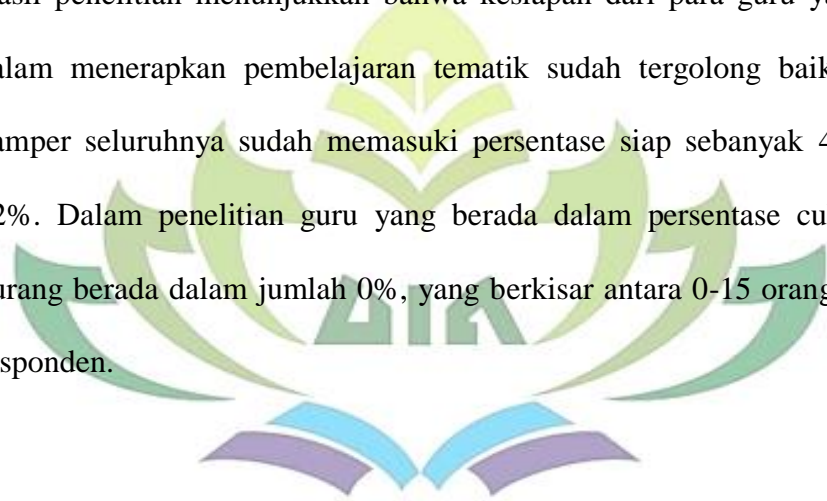 asil penelitian menunjukkan bahwa kesiapan dari para guru ya
alam menerapkan pembelajaran tematik sudah tergolong baik
amper seluruhnya sudah memasuki persentase siap sebanyak 4
2%. Dalam penelitian guru yang berada dalam persentase cu
urang berada dalam jumlah 0%, yang berkisar antara 0-15 orang
sponden.